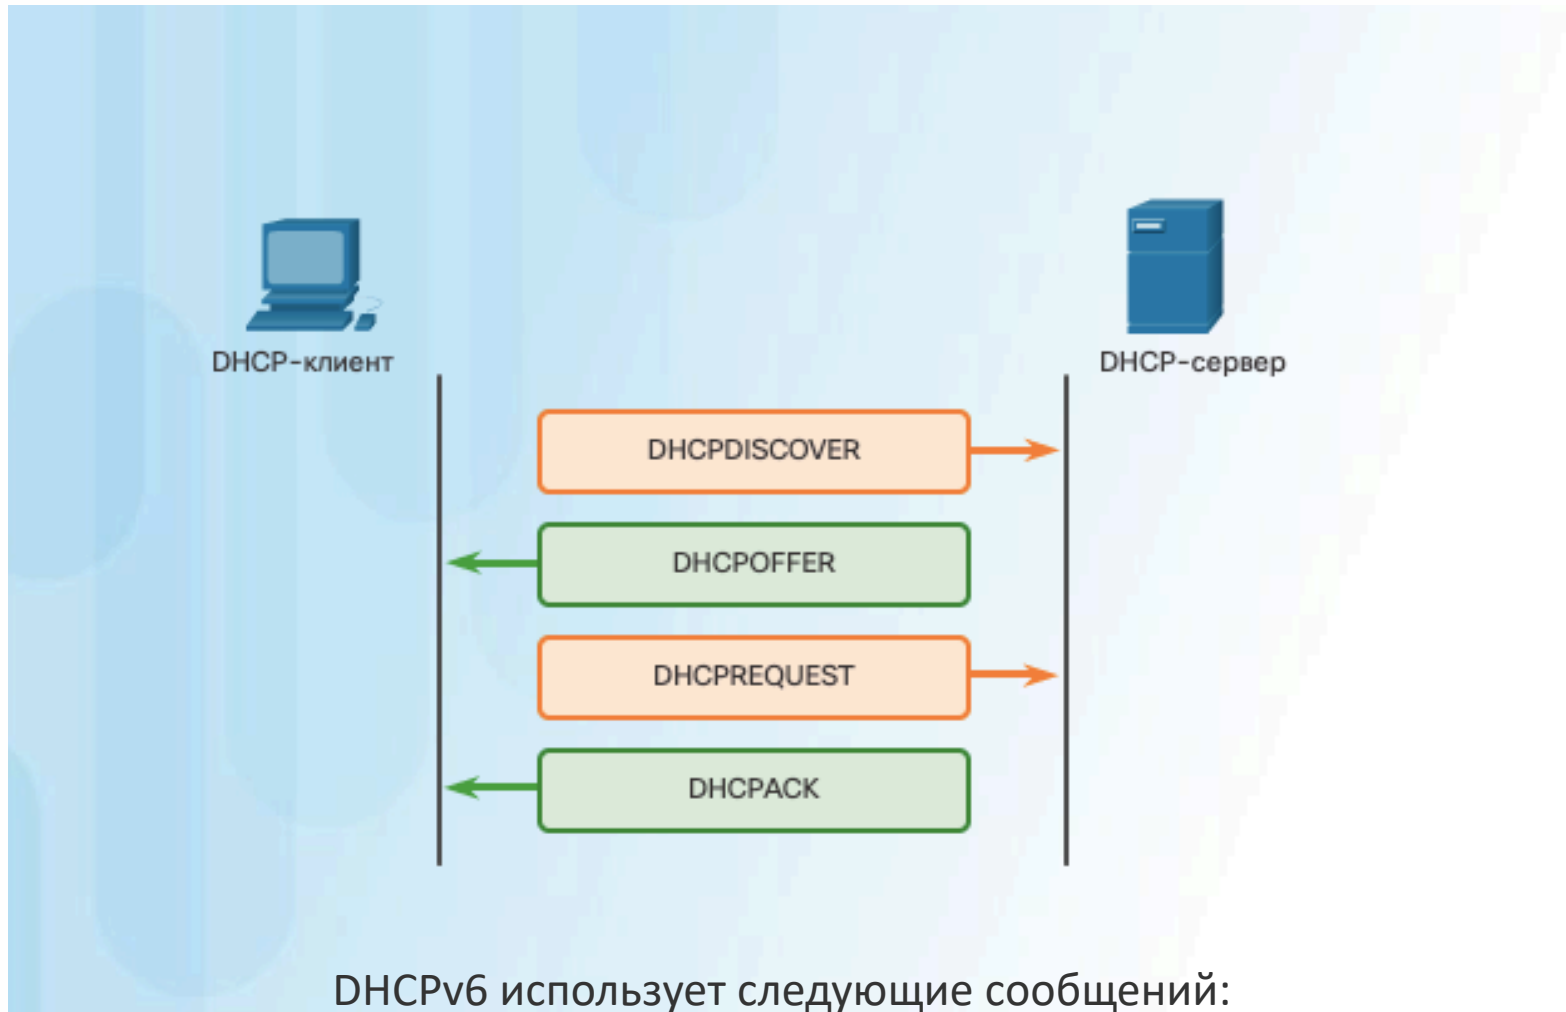 DHCP-клиент
DHCP-сервер
DHCPDISCOVER
DHCPOFFER
DHCPREQUEST
DHCPACK
DHCPv6 использует следующие сообщений: